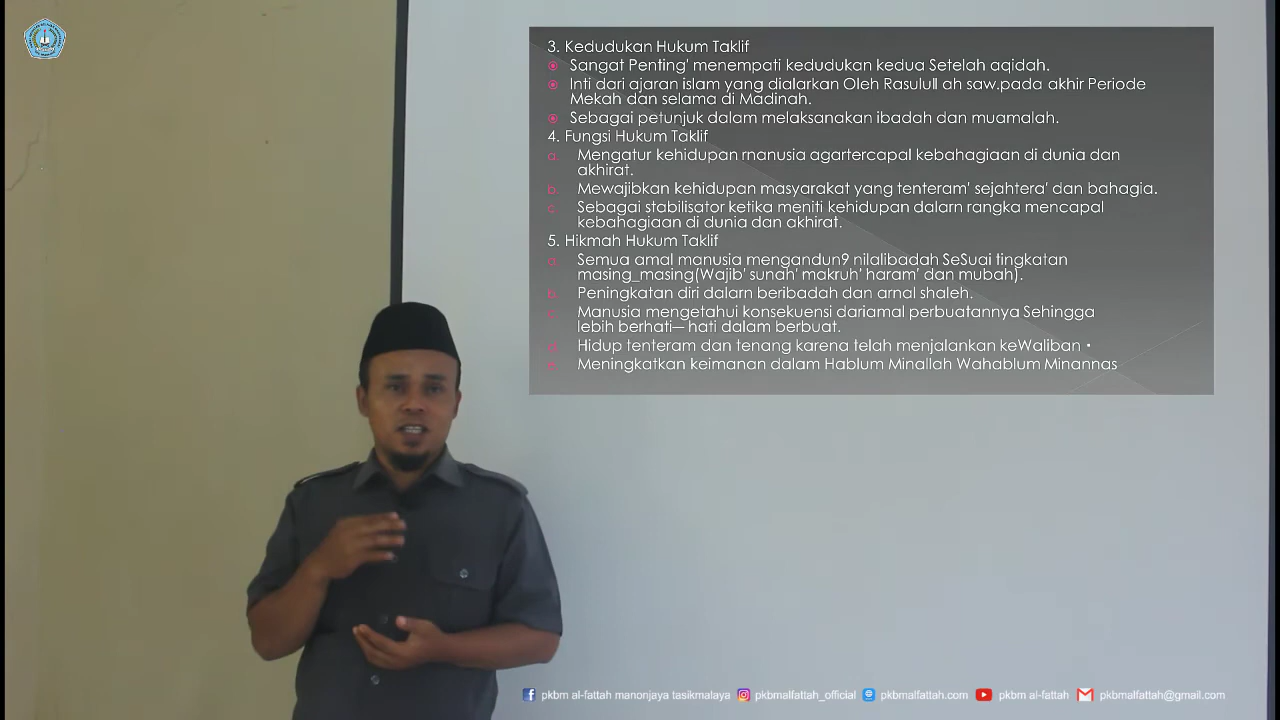 3. Kedudukan Hukum Taklif
Sangat Penting' menempati kedudukan kedua Setelah aqidah.
Inti dari ajaran islam yang dialarkan Oleh Rasulull ah saw.pada akhir Periode
Mekah dan selama di Madinah.
Sebagai petunjuk dalam melaksanakan ibadah dan muamalah.
4. Fungsi Hukum Taklif
a. Mengatur kehidupan rnanusia agartercapal kebahagiaan di dunia dan
akhirat.
b. Mewajibkan kehidupan masyarakat yang tenteram' sejahtera' dan bahagia.
c. Sebagai stabilisator ketika meniti kehidupan dalarn rangka mencapal
kebahagiaan di dunia dan akhirat.
5. Hikmah Hukum Taklif
a. Semua amal manusia mengandun9 nilalibadah SeSuai tingkatan
masing_masing(Wajib' sunah' makruh' haram' dan mubah).
b. Peningkatan diri dalarn beribadah dan arnal shaleh.
c. Manusia mengetahui konsekuensi dariamal perbuatannya Sehingga
lebih berhati— hati dalam berbuat.
d. Hidup tenteram dan tenang karena telah menjalankan keWaliban •
e. Meningkatkan keimanan dalam Hablum Minallah Wahablum Minannas
pkbm al-fattah manonjaya tasikmalaya pkbmalfattah_official pkbmalfattah.com pkbm al-fattah pkbmalfattah@gmail.com